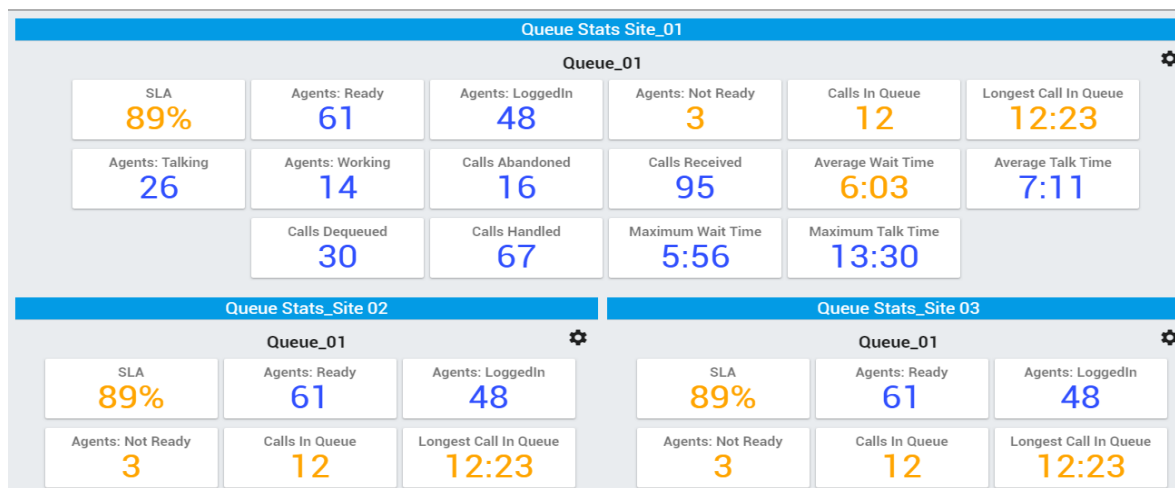 Queue Stats Site_01
Queue_01
SLA Agents: Ready Agents: LoggedIn Agents: Not Ready Calls In Queue Longest Call In Queue
89% 61 48 3 12 12:23
Agents: Talking Agents: Working Calls Abandoned Calls Received Average Wait Time Average Talk Time
26 14 16 95 6:03 7:11
Calls Dequeued Calls Handled Maximum Wait Time Maximum Talk Time
30 67 5:56 13:30
Queue Stats_Site 02
Queue_01
SLA Agents: Ready Agents: LoggedIn
89% 61 48
Agents: Not Ready Calls In Queue Longest Call In Queue
3 12 12:23
Queue Stats_Site 03
Queue_01
SLA Agents: Ready Agents: LoggedIn
89% 61 48
Agents: Not Ready Calls In Queue Longest Call In Queue
3 12 12:23